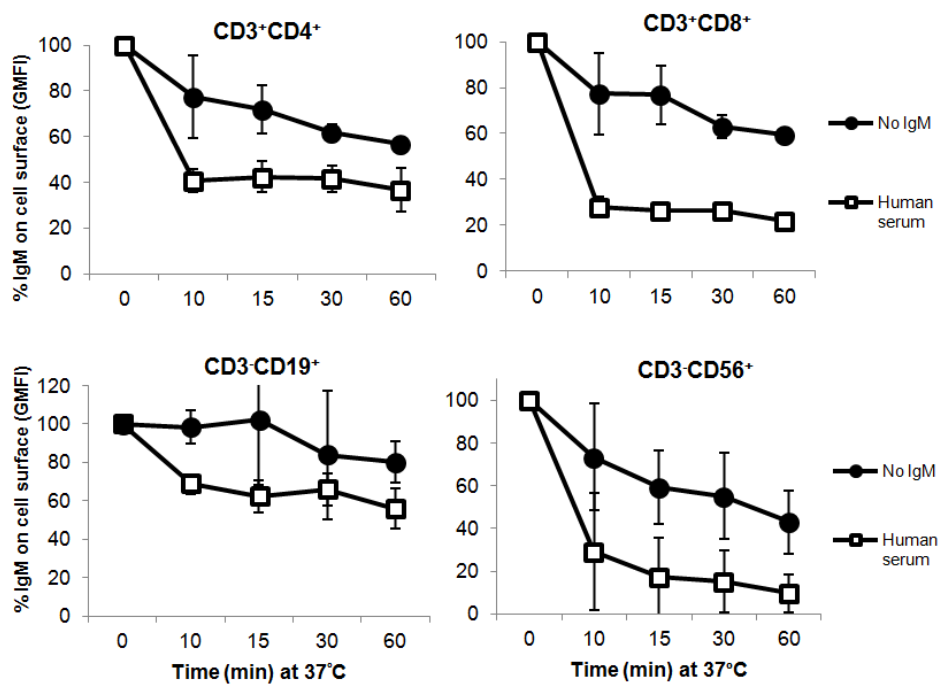 CD3⁺CD4⁺
% IgM on cell surface (GMFI)
100
80
60
40
20
0
0 10 15 30 60
CD3⁺CD8⁺
100
80
60
40
20
0
0 10 15 30 60
No IgM
Human
serum
CD3⁻CD19⁺
% IgM on cell surface (GMFI)
120
100
80
60
40
20
0
0 10 15 30 60
Time (min) at 37°C
CD3⁻CD56⁺
100
80
60
40
20
0
0 10 15 30 60
Time (min) at 37°C
No IgM
Human
serum